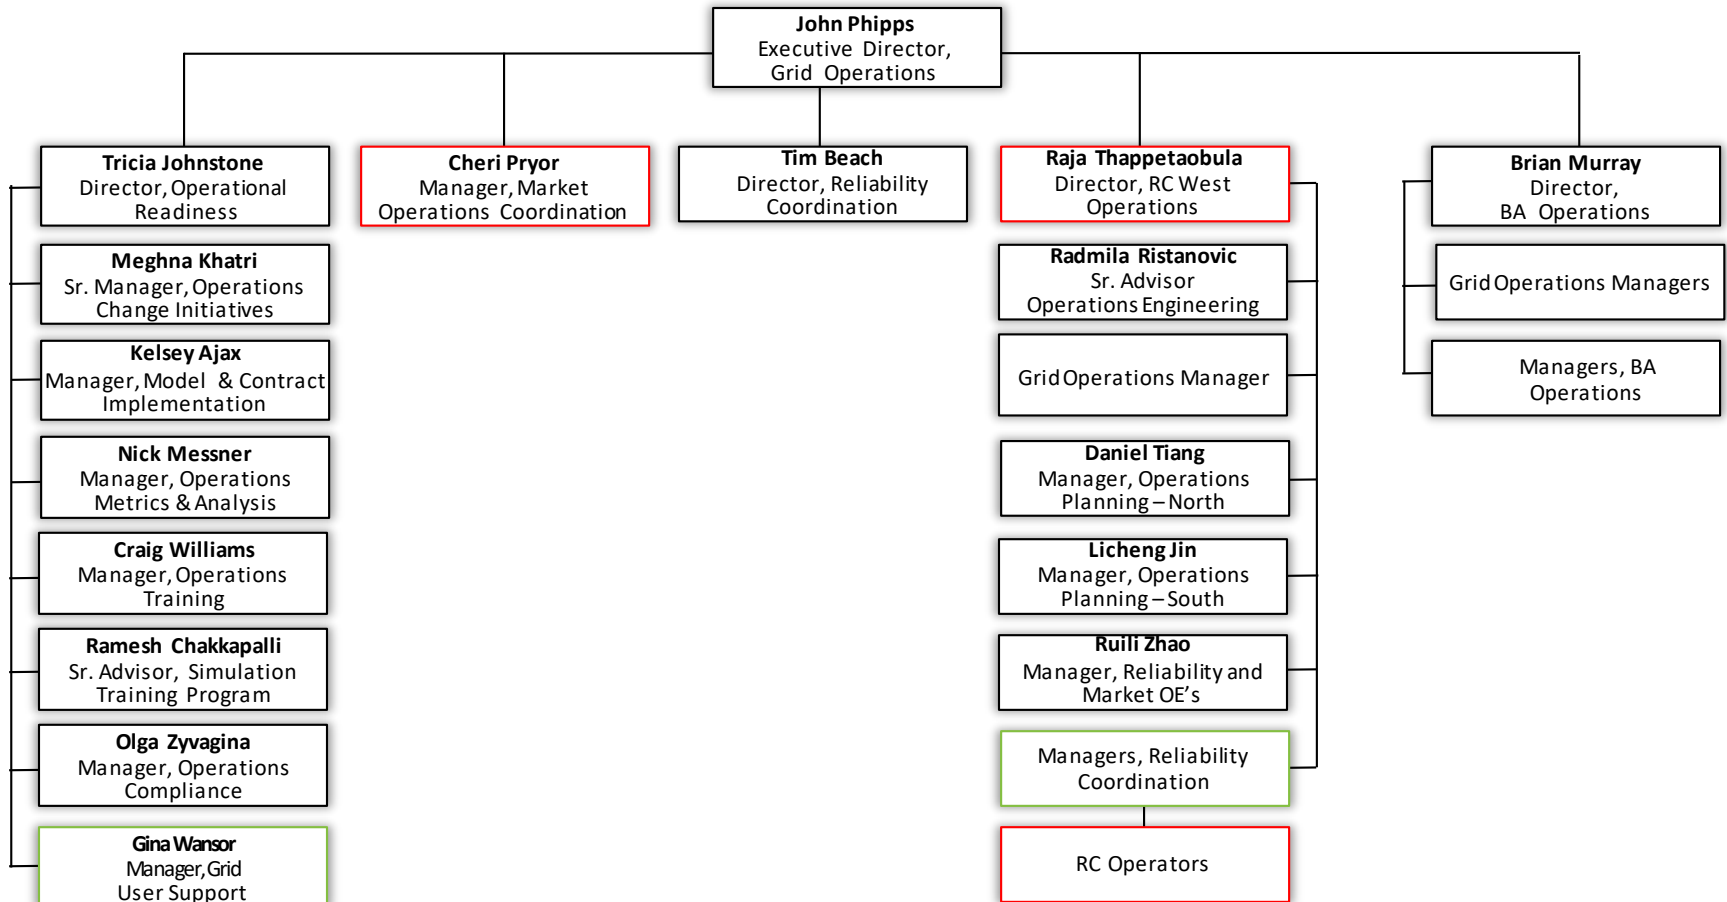 John Phipps
Executive Director,
Grid Operations
Tricia Johnstone
Director, Operational
Readiness
Cheri Pryor
Manager, Market
Operations Coordination
Tim Beach
Director, Reliability
Coordination
Raja Thappetaobula
Director, RC West
Operations
Brian Murray
Director,
BA Operations
Meghna Khatri
Sr. Manager, Operations
Change Initiatives
Kelsey Ajax
Manager, Model & Contract
Implementation
Nick Messner
Manager, Operations
Metrics & Analysis
Craig Williams
Manager, Operations
Training
Ramesh Chakkapalli
Sr. Advisor, Simulation
Training Program
Olga Zyvagina
Manager, Operations
Compliance
Gina Wansor
Manager, Grid
User Support
Radmila Ristanovic
Sr. Advisor
Operations Engineering
Grid Operations Manager
Daniel Tiang
Manager, Operations
Planning – North
Licheng Jin
Manager, Operations
Planning – South
Ruili Zhao
Manager, Reliability and
Market OE's
Managers, Reliability
Coordination
RC Operators
Grid Operations Managers
Managers, BA
Operations